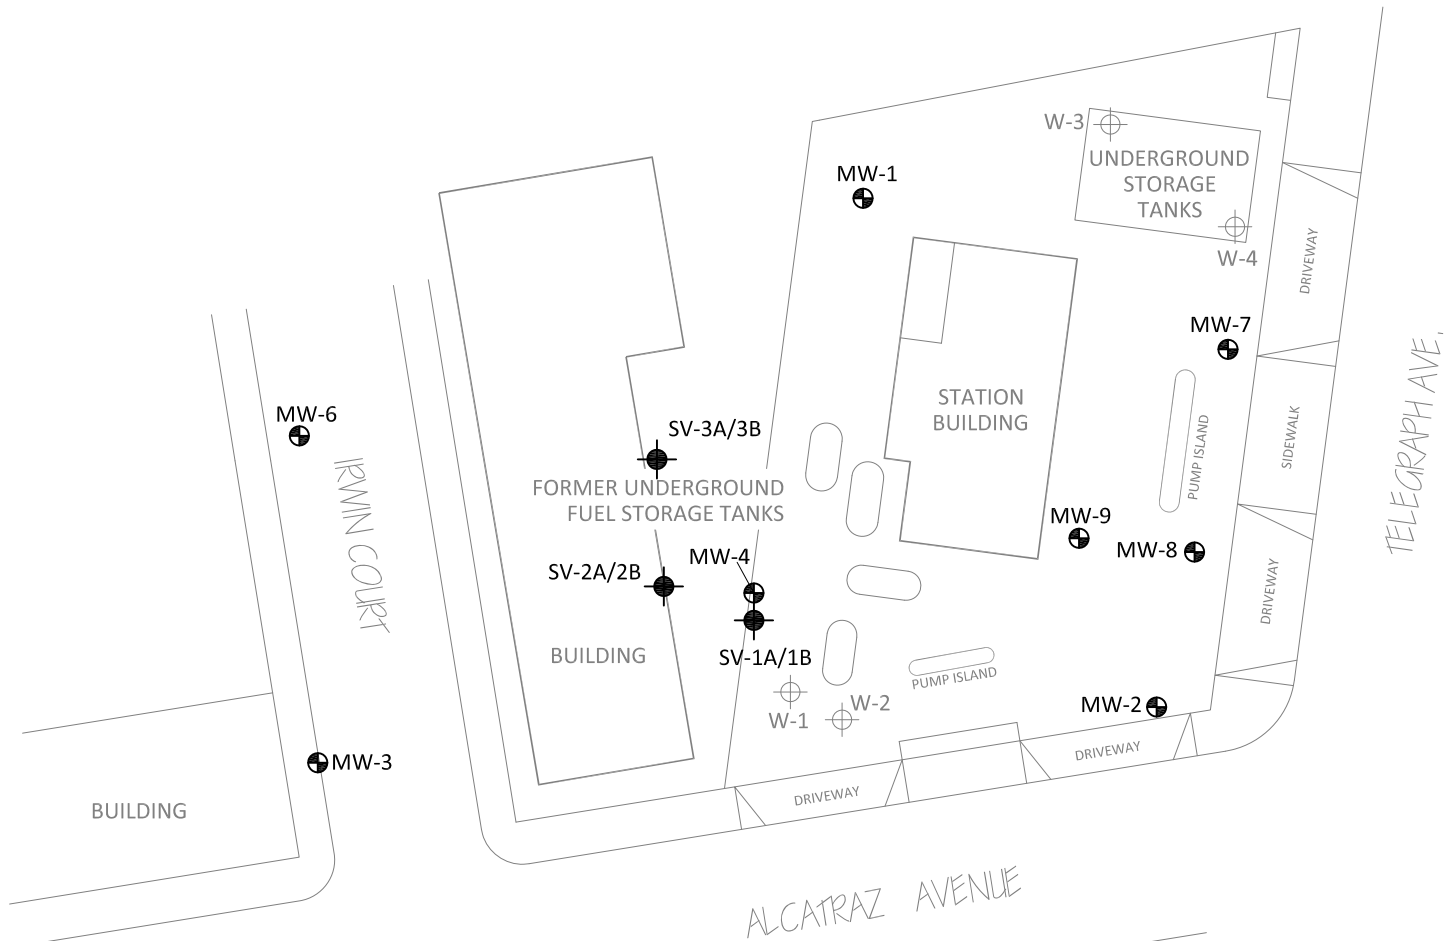 W-3
UNDERGROUND
STORAGE
TANKS
MW-1
W-4
DRIVEWAY
MW-7
TELEGRAPH AVE.
STATION
BUILDING
PUMP ISLAND
SIDEWALK
MW-6
SV-3A/3B
IRWIN COURT
FORMER UNDERGROUND
FUEL STORAGE TANKS
MW-9
MW-8
MW-4
SV-2A/2B
DRIVEWAY
BUILDING
SV-1A/1B
PUMP ISLAND
W-1
W-2
MW-2
DRIVEWAY
MW-3
DRIVEWAY
BUILDING
ALCATRAZ AVENUE